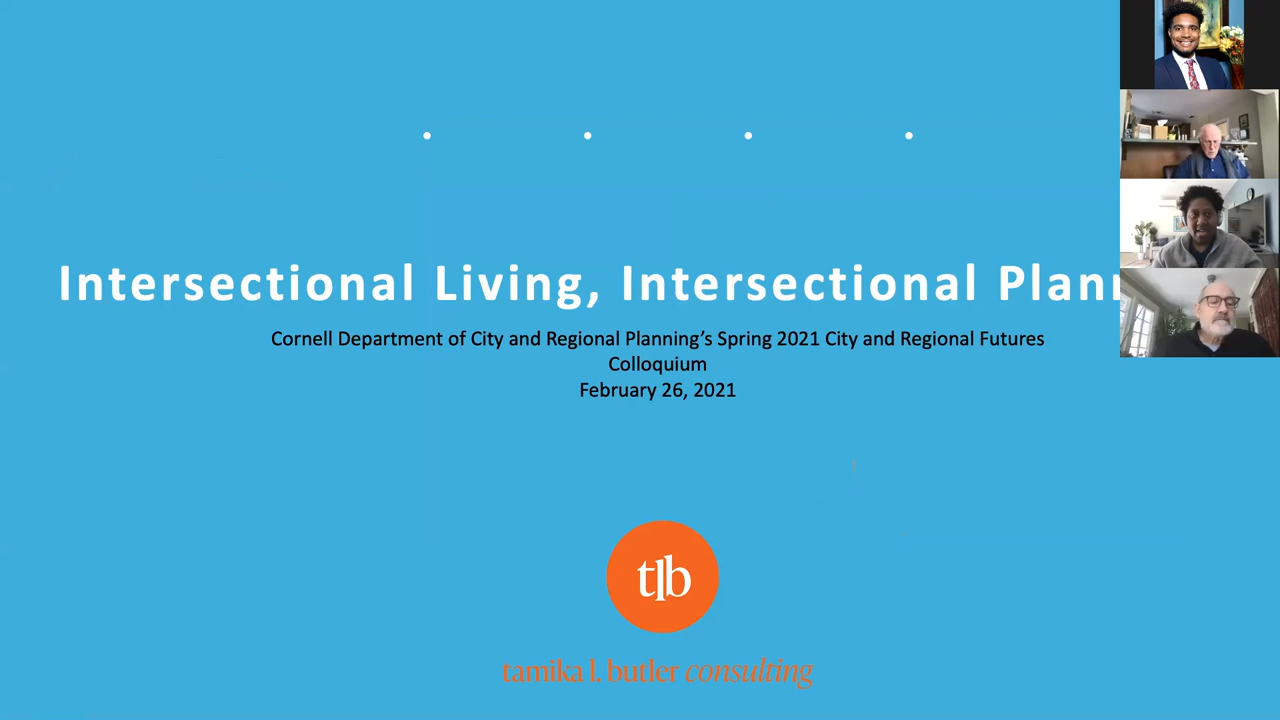 Intersectional Living, Intersectional Plann
Cornell Department of City and Regional Planning’s Spring 2021 City and Regional Futures
Colloquium
February 26, 2021
tlb
tamika l. butler consulting